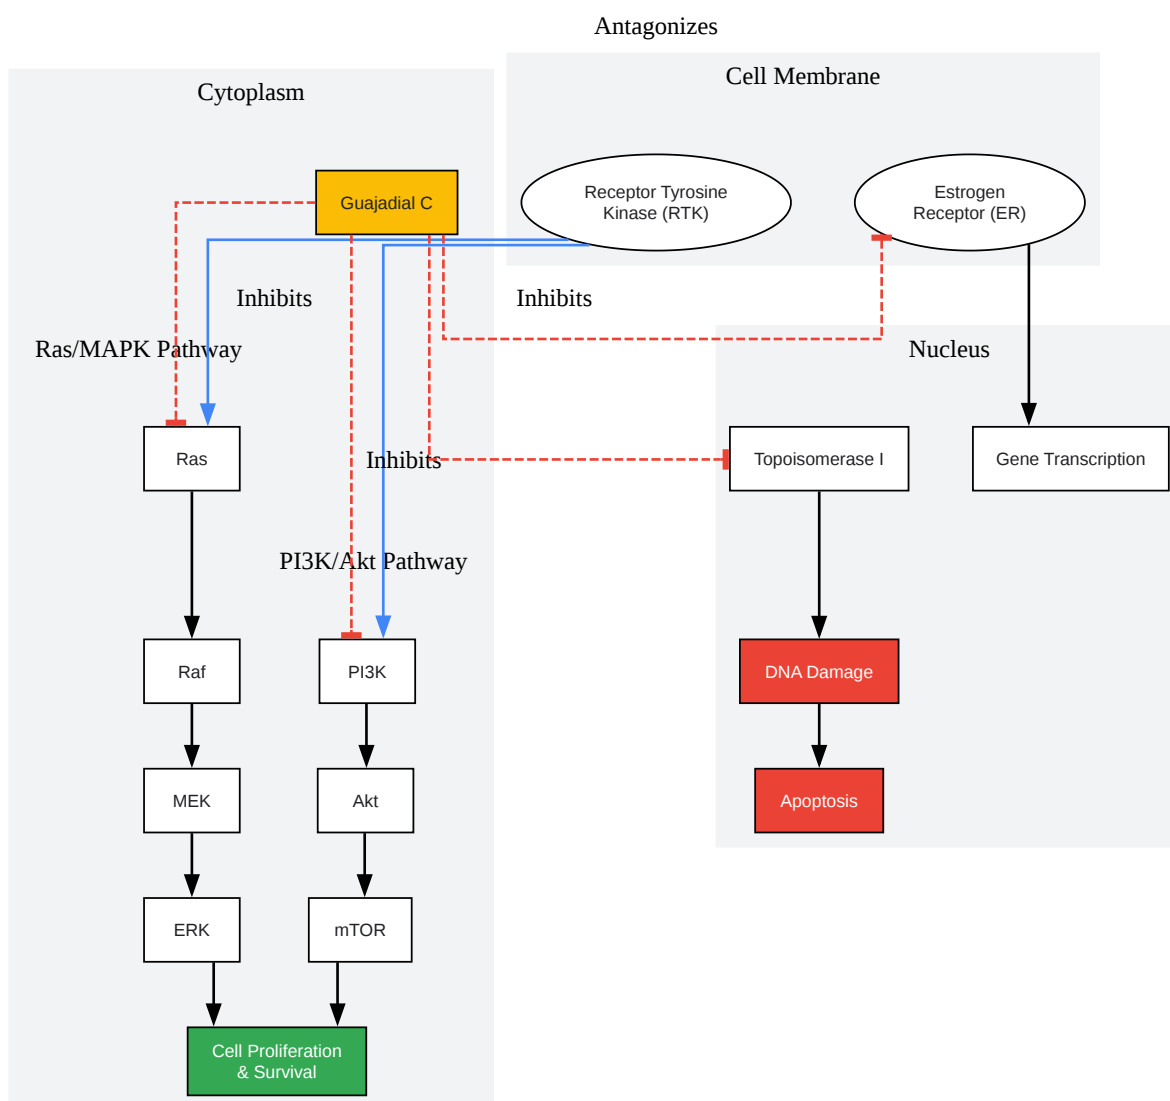 Antagonizes
Cell Membrane
Cytoplasm
Guajadial C
Receptor Tyrosine
Kinase (RTK)
Estrogen
Receptor (ER)
Inhibits
Inhibits
Ras/MAPK Pathway
Nucleus
Ras
Inhibits
Topoisomerase I
Gene Transcription
PI3K/Akt Pathway
Raf
PI3K
DNA Damage
MEK
Akt
Apoptosis
ERK
mTOR
Cell Proliferation
& Survival